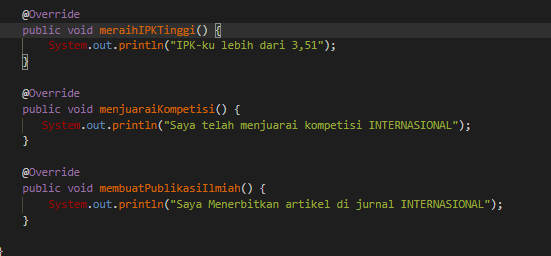 @Override
public void meraihIPKTinggi() {
System.out.println("IPK-ku lebih dari 3,51");
}
@Override
public void menjuaraiKompetisi() {
System.out.println("Saya telah menjuarai kompetisi INTERNASIONAL");
}
@Override
public void membuatPublikasiIlmiah() {
System.out.println("Saya Menerbitkan artikel di jurnal INTERNASIONAL");
}
}